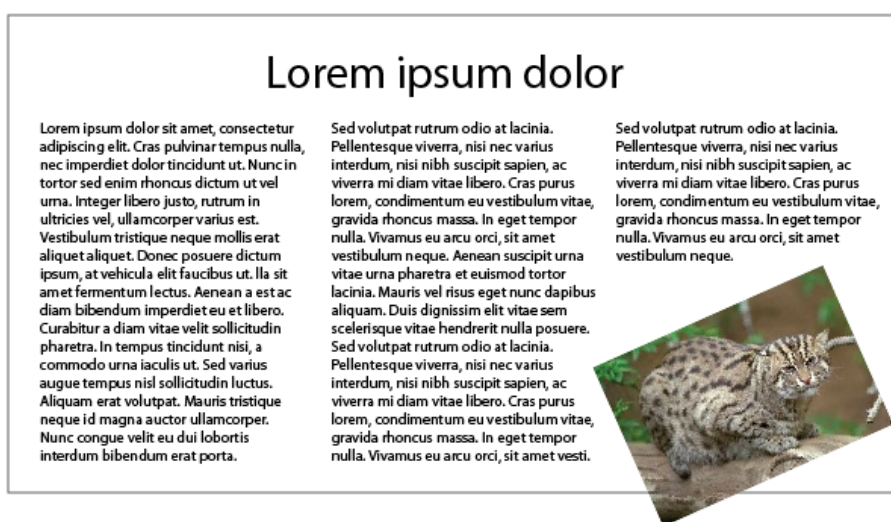 Lorem ipsum dolor
Lorem ipsum dolor sit amet, consectetur
adipiscing elit. Cras pulvinar tempus nulla,
nec imperdiet dolor tincidunt ut. Nunc in
tortor sed enim rhoncus dictum ut vel
urna. Integer libero justo, rutrum in
ultricies vel, ullamcorper varius est.
Vestibulum tristique neque mollis erat
aliquet aliquet. Donec posuere dictum
ipsum, at vehicula elit faucibus ut. lla sit
amet fermentum lectus. Aenean a est ac
diam bibendum imperdiet eu et libero.
Curabitur a diam vitae velit sollicitudin
pharetra. In tempus tincidunt nisi, a
commodo urna iaculis ut. Sed varius
augue tempus nisl sollicitudin luctus.
Aliquam erat volutpat. Mauris tristique
neque id magna auctor ullamcorper.
Nunc congue velit eu dui lobortis
interdum bibendum erat porta.
Sed volutpat rutrum odio at lacinia.
Pellentesque viverra, nisi nec varius
interdum, nisi nibh suscipit sapien, ac
viverra mi diam vitae libero. Cras purus
lorem, condimentum eu vestibulum vitae,
gravida rhoncus massa. In eget tempor
nulla. Vivamus eu arcu orci, sit amet
vestibulum neque. Aenean suscipit urna
vitae urna pharetra et euismod tortor
lacinia. Mauris vel risus eget nunc dapibus
aliquam. Duis dignissim elit vitae sem
scelerisque vitae hendrerit nulla posuere.
Sed volutpat rutrum odio at lacinia.
Pellentesque viverra, nisi nec varius
interdum, nisi nibh suscipit sapien, ac
viverra mi diam vitae libero. Cras purus
lorem, condimentum eu vestibulum vitae,
gravida rhoncus massa. In eget tempor
nulla. Vivamus eu arcu orci, sit amet vesti.
Sed volutpat rutrum odio at lacinia.
Pellentesque viverra, nisi nec varius
interdum, nisi nibh suscipit sapien, ac
viverra mi diam vitae libero. Cras purus
lorem, condimentum eu vestibulum vitae,
gravida rhoncus massa. In eget tempor
nulla. Vivamus eu arcu orci, sit amet
vestibulum neque.